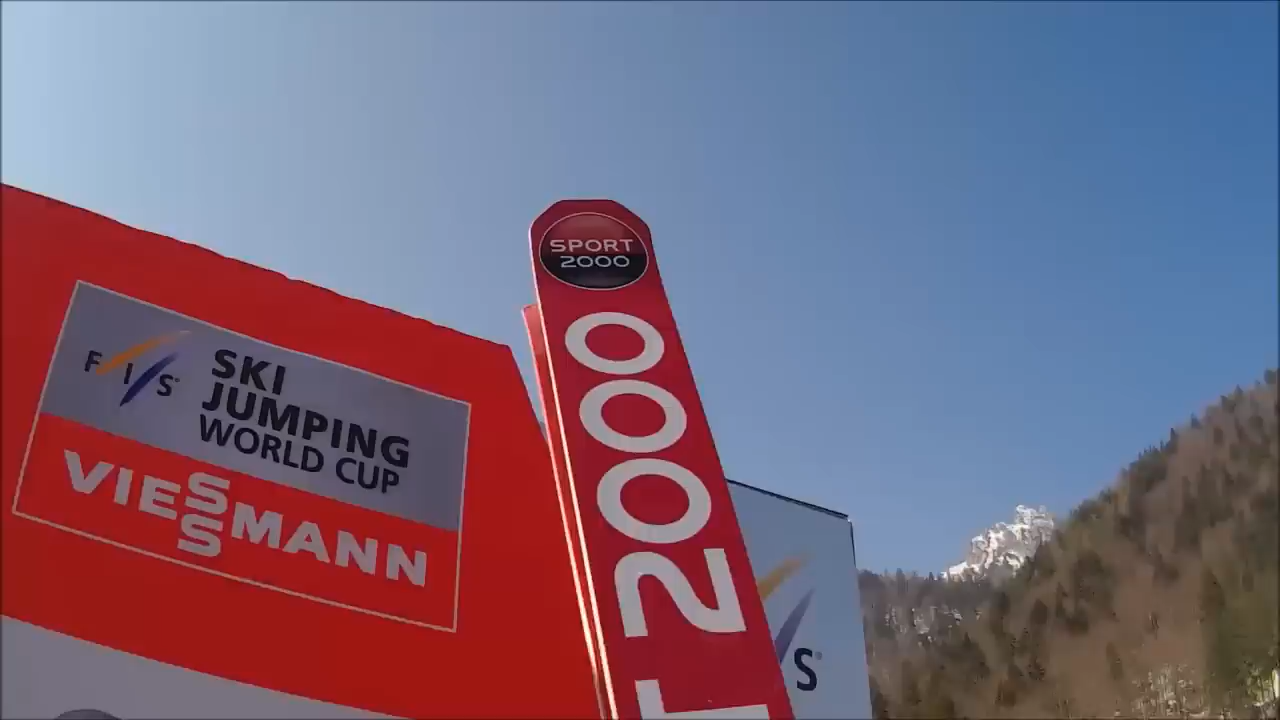 FIS
SKI
JUMPING
WORLD CUP
VIESSMANN
SPORT
2000
T 2000
S